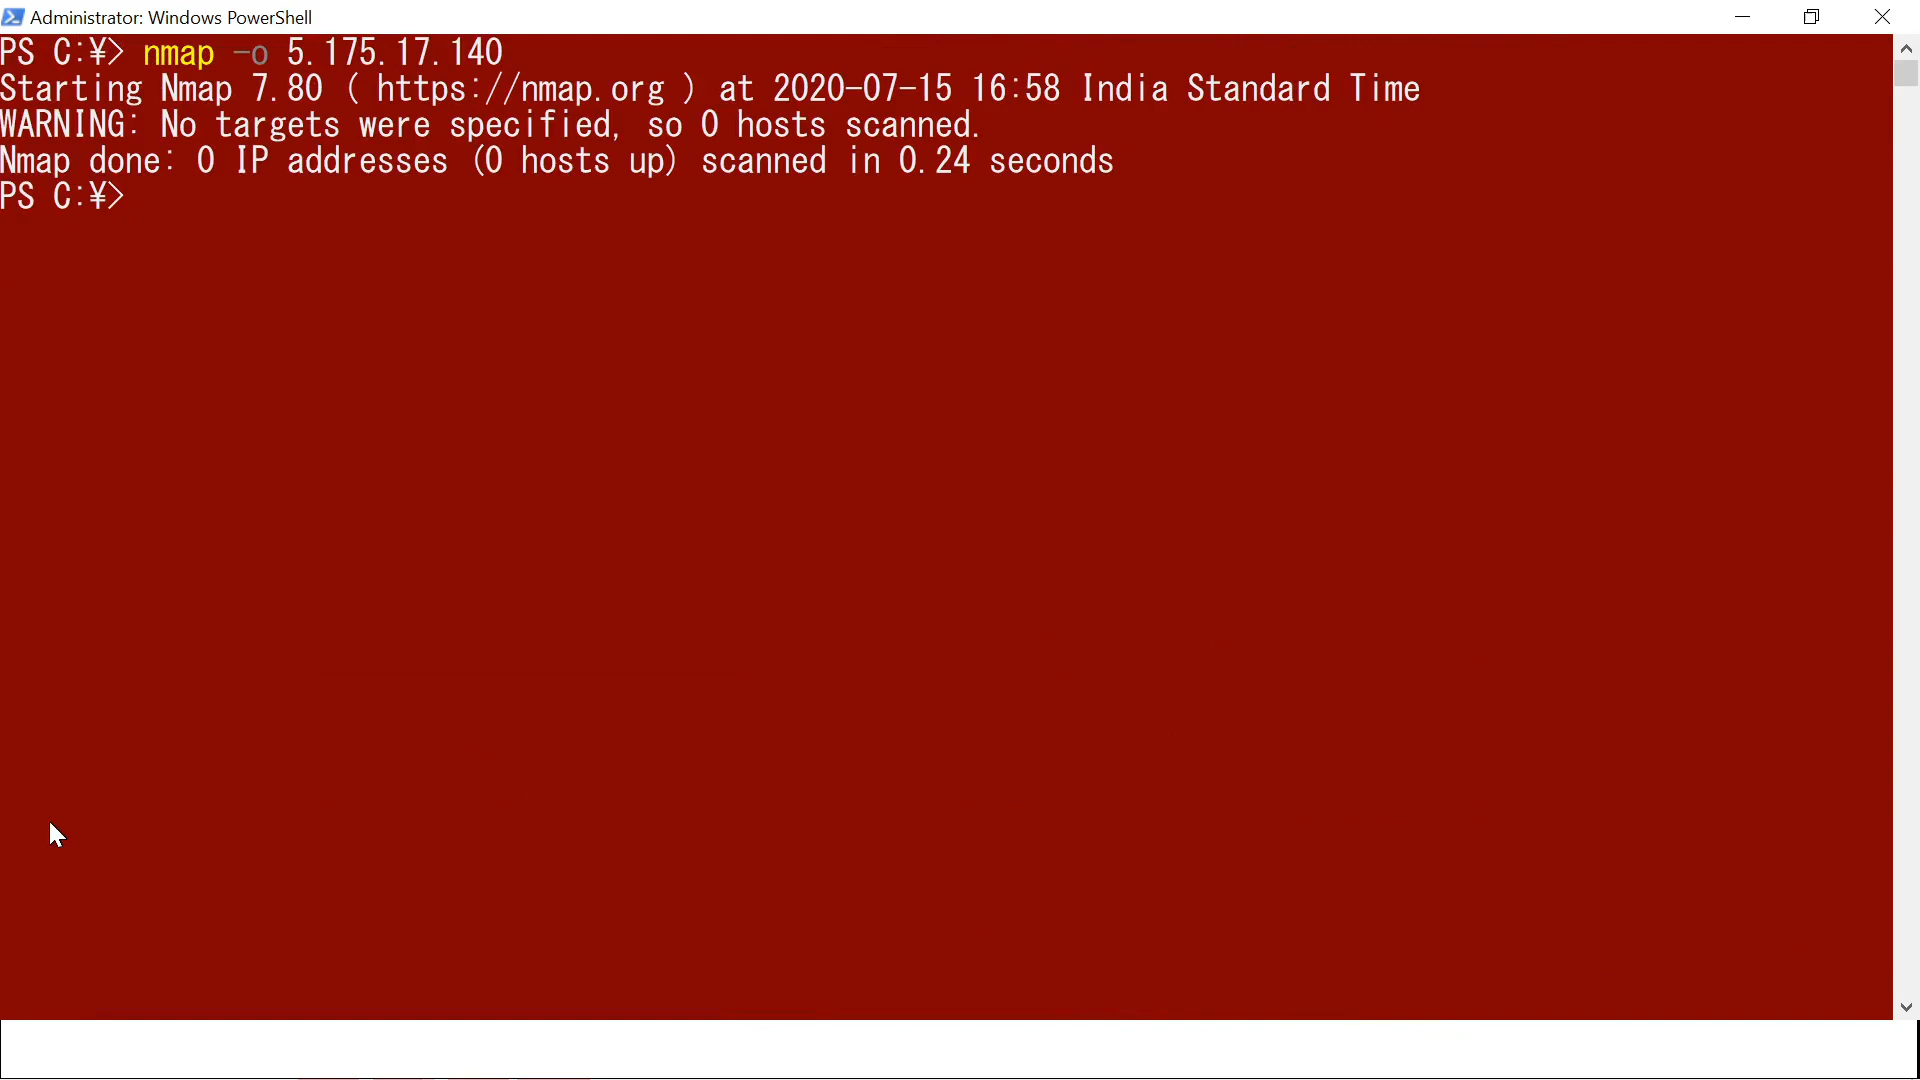 Administrator: Windows PowerShell
PS C:¥> nmap -o 5.175.17.140
Starting Nmap 7.80 ( https://nmap.org ) at 2020-07-15 16:58 India Standard Time
WARNING: No targets were specified, so 0 hosts scanned.
Nmap done: 0 IP addresses (0 hosts up) scanned in 0.24 seconds
PS C:¥>